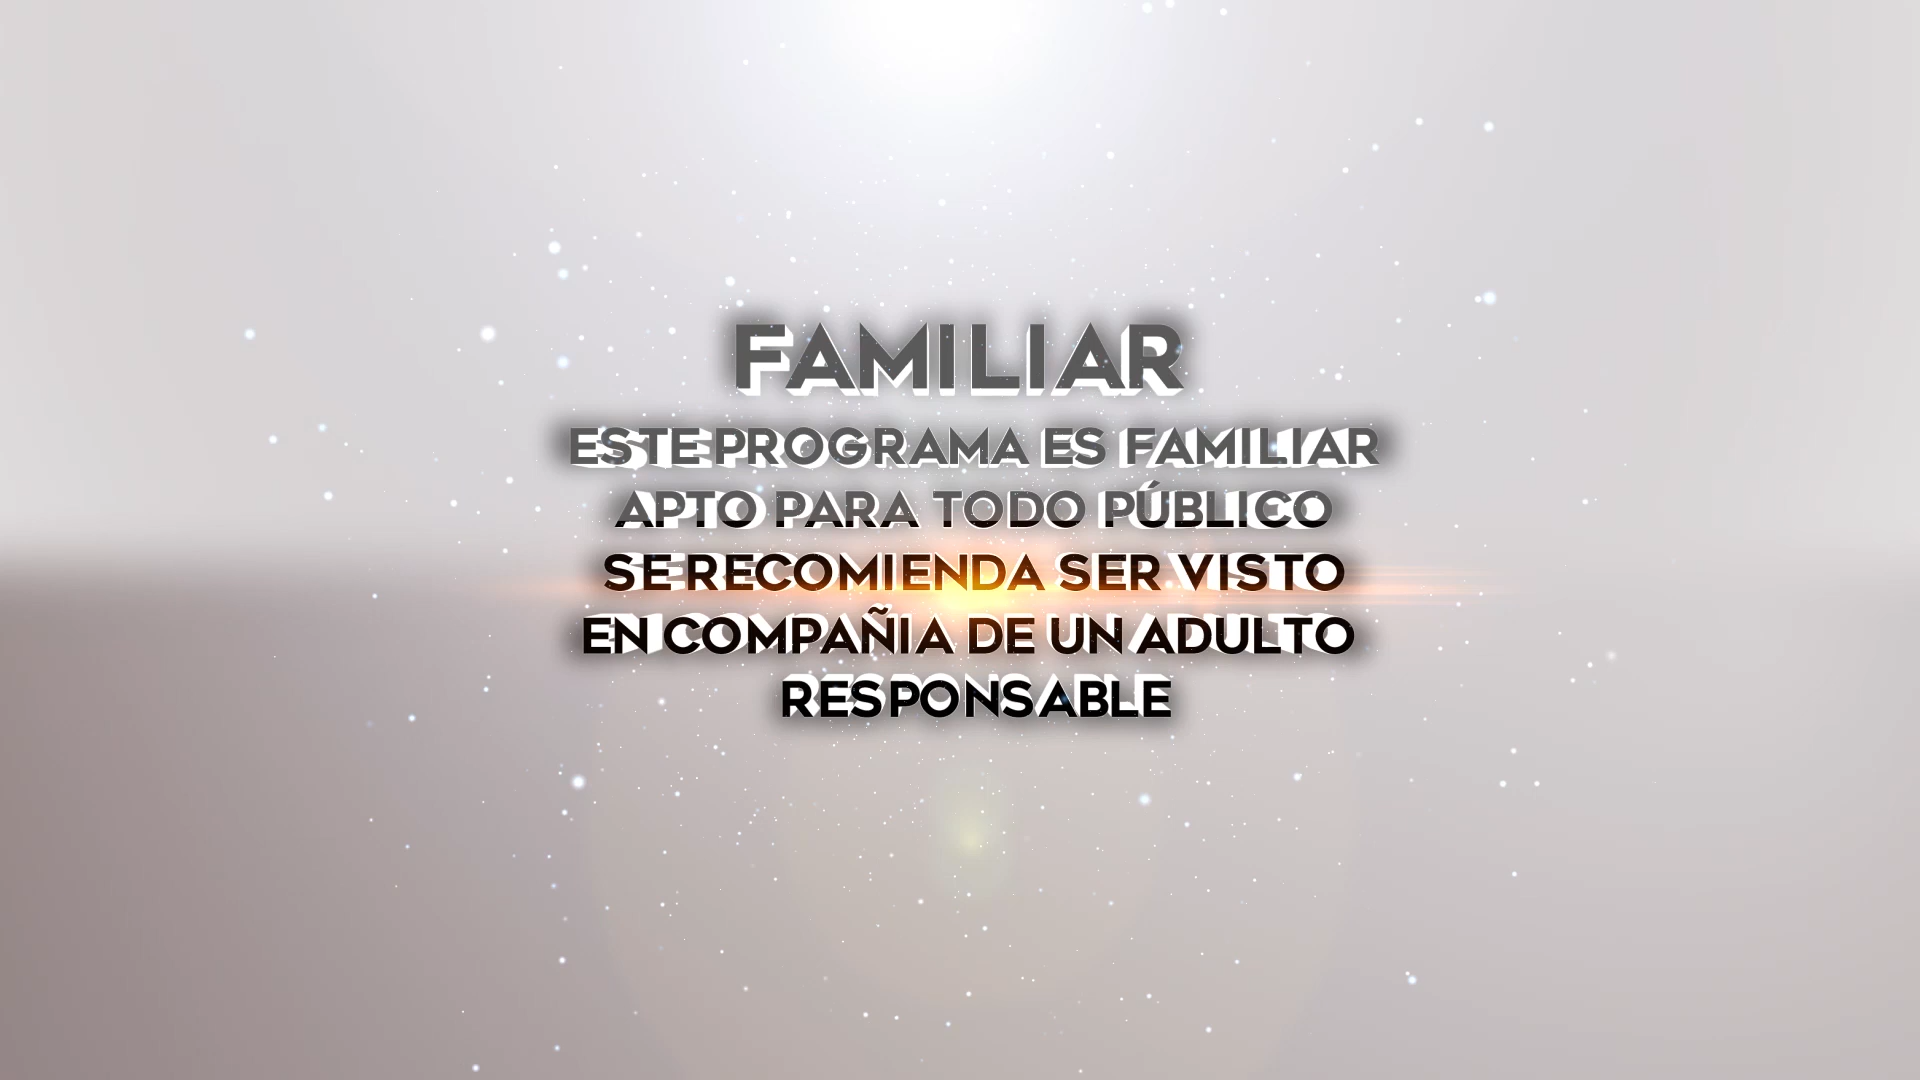 FAMILIAR
ESTE PROGRAMA ES FAMILIAR
APTO PARA TODO PÚBLICO
SE RECOMIENDA SER VISTO
EN COMPAÑIA DE UN ADULTO
RESPONSABLE